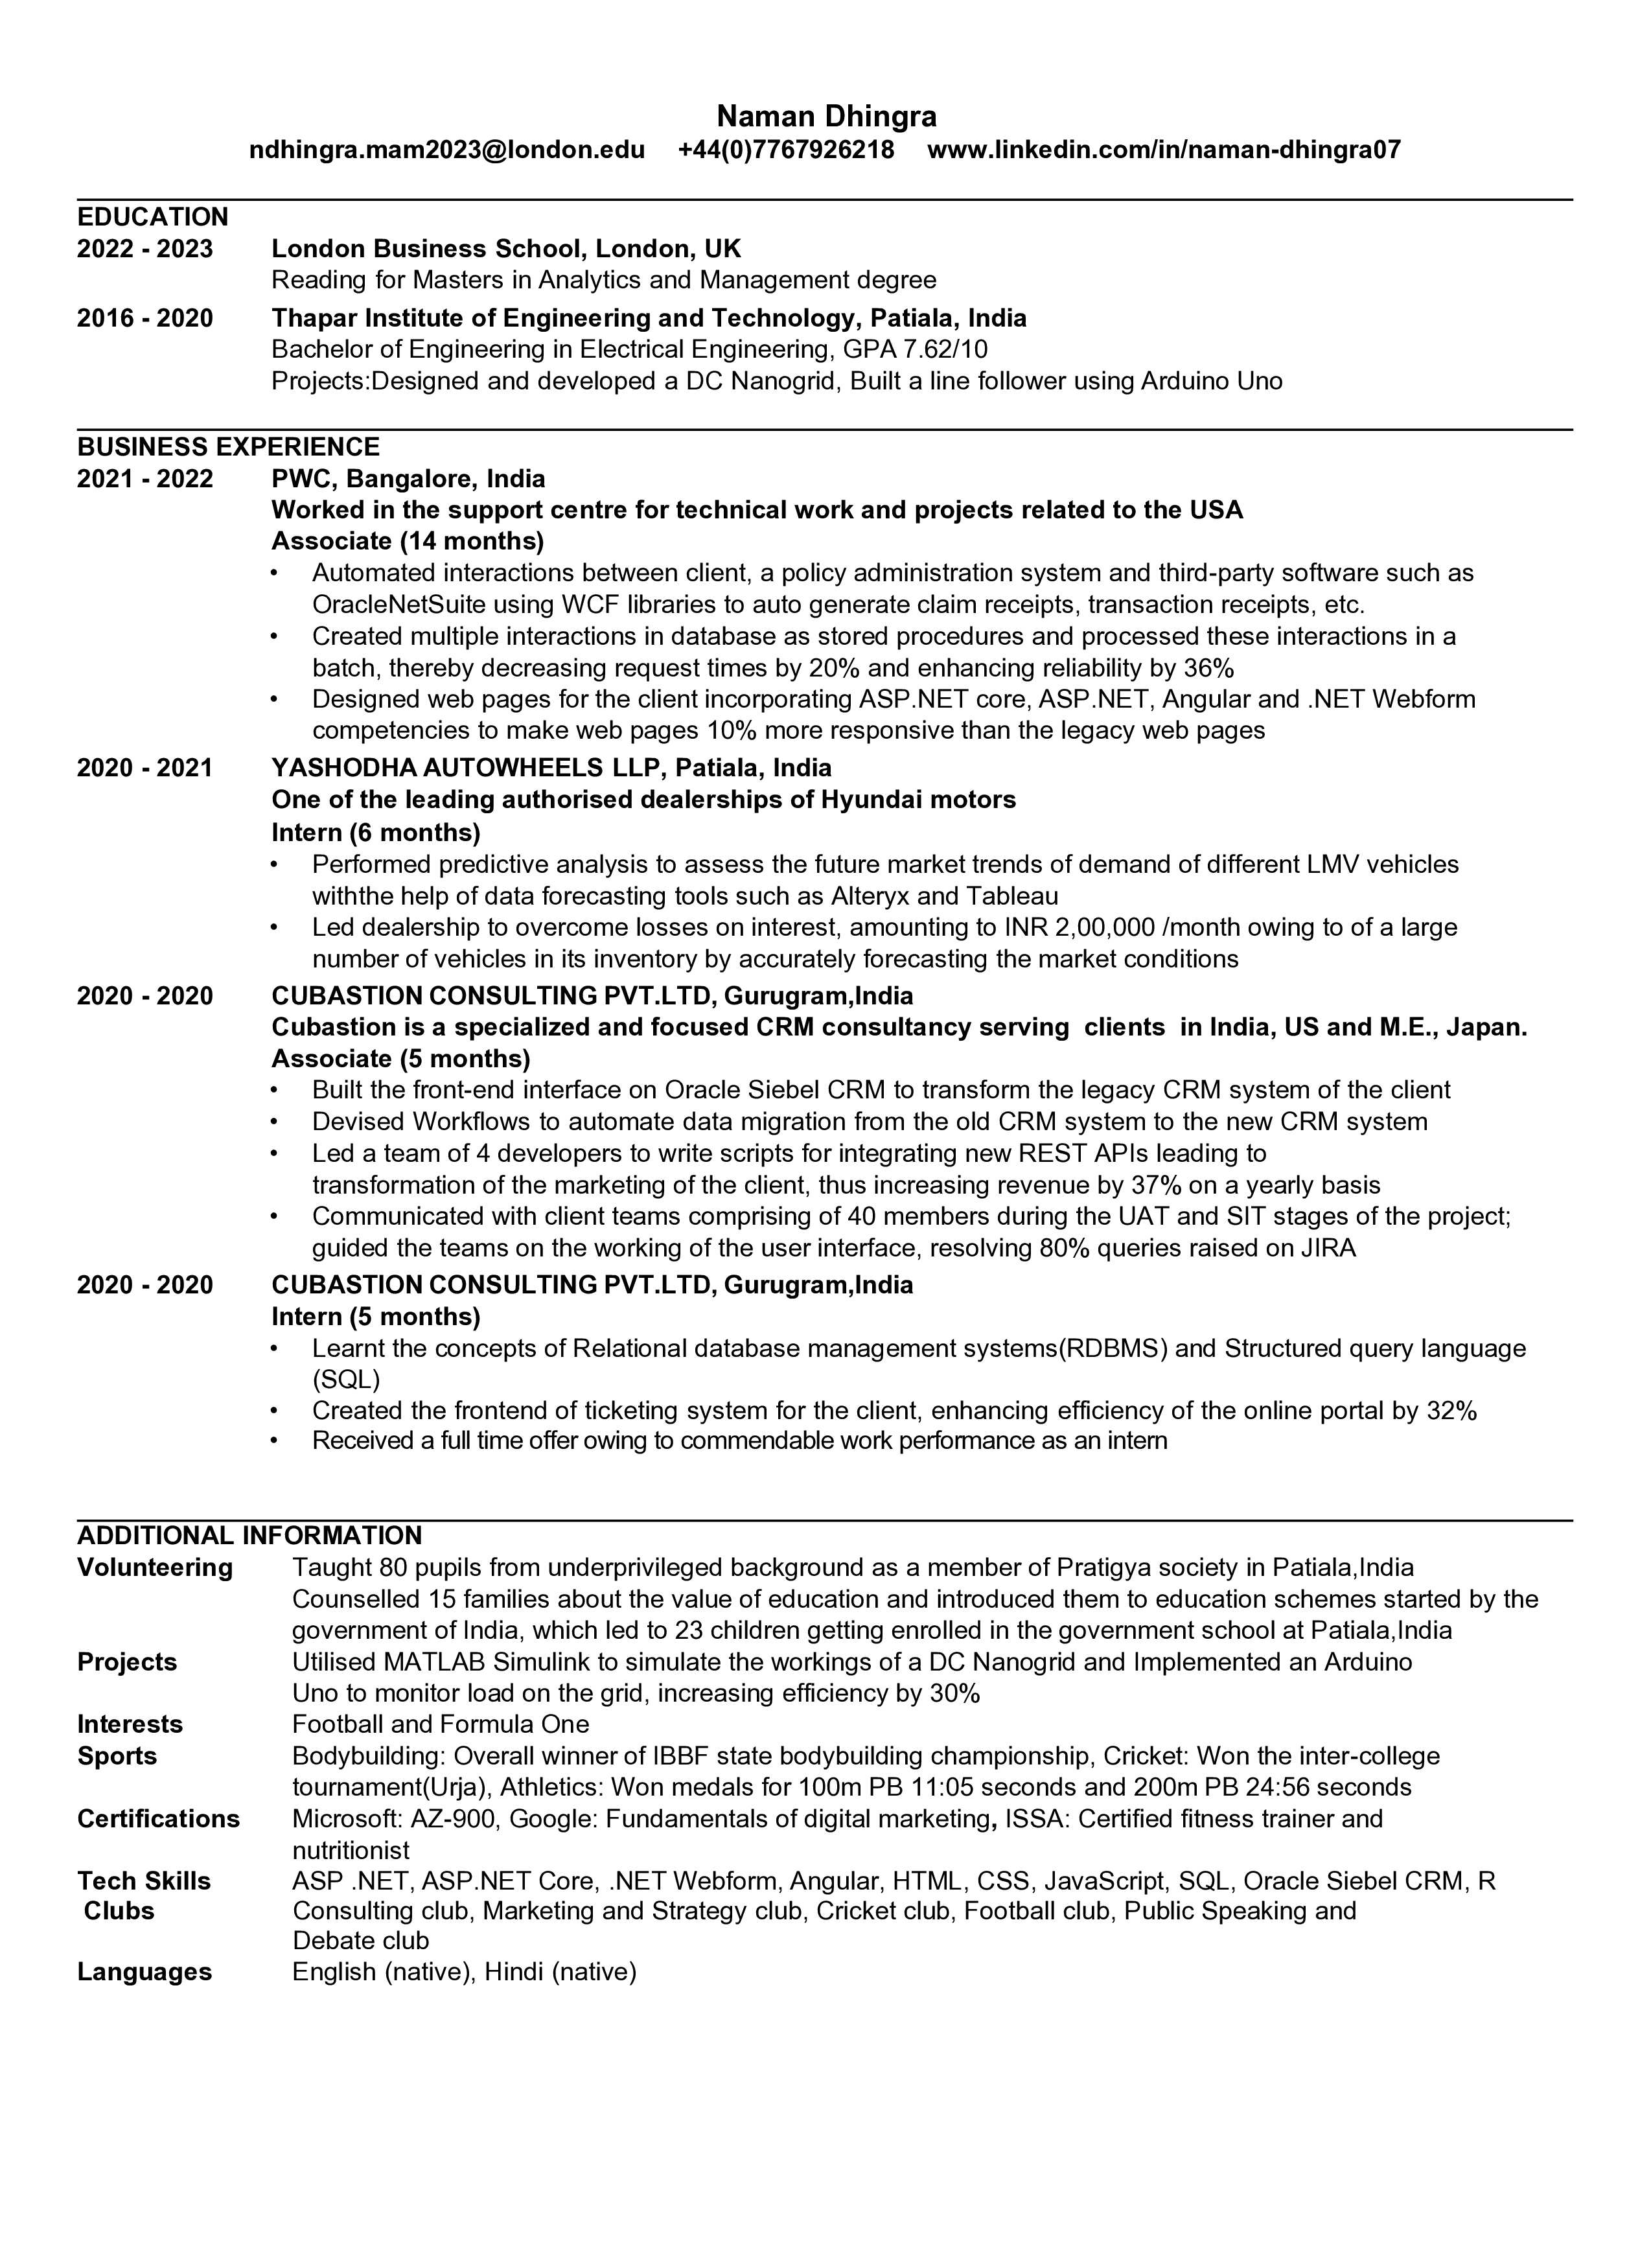 Naman Dhingra
ndhingra.mam2023@london.edu +44(0)7767926218 www.linkedin.com/in/naman-dhingra07
EDUCATION
2022 - 2023 London Business School, London, UK
Reading for Masters in Analytics and Management degree
2016 - 2020 Thapar Institute of Engineering and Technology, Patiala, India
Bachelor of Engineering in Electrical Engineering, GPA 7.62/10
Projects:Designed and developed a DC Nanogrid, Built a line follower using Arduino Uno
BUSINESS EXPERIENCE
2021 - 2022 PWC, Bangalore, India
Worked in the support centre for technical work and projects related to the USA
Associate (14 months)
• Automated interactions between client, a policy administration system and third-party software such as
OracleNetSuite using WCF libraries to auto generate claim receipts, transaction receipts, etc.
• Created multiple interactions in database as stored procedures and processed these interactions in a
batch, thereby decreasing request times by 20% and enhancing reliability by 36%
• Designed web pages for the client incorporating ASP.NET core, ASP.NET, Angular and .NET Webform
competencies to make web pages 10% more responsive than the legacy web pages
2020 - 2021 YASHODHA AUTOWHEELS LLP, Patiala, India
One of the leading authorised dealerships of Hyundai motors
Intern (6 months)
• Performed predictive analysis to assess the future market trends of demand of different LMV vehicles
withthe help of data forecasting tools such as Alteryx and Tableau
• Led dealership to overcome losses on interest, amounting to INR 2,00,000 /month owing to of a large
number of vehicles in its inventory by accurately forecasting the market conditions
2020 - 2020 CUBASTION CONSULTING PVT.LTD, Gurugram,India
Cubastion is a specialized and focused CRM consultancy serving clients in India, US and M.E., Japan.
Associate (5 months)
• Built the front-end interface on Oracle Siebel CRM to transform the legacy CRM system of the client
• Devised Workflows to automate data migration from the old CRM system to the new CRM system
• Led a team of 4 developers to write scripts for integrating new REST APIs leading to
transformation of the marketing of the client, thus increasing revenue by 37% on a yearly basis
• Communicated with client teams comprising of 40 members during the UAT and SIT stages of the project;
guided the teams on the working of the user interface, resolving 80% queries raised on JIRA
2020 - 2020 CUBASTION CONSULTING PVT.LTD, Gurugram,India
Intern (5 months)
• Learnt the concepts of Relational database management systems(RDBMS) and Structured query language
(SQL)
• Created the frontend of ticketing system for the client, enhancing efficiency of the online portal by 32%
• Received a full time offer owing to commendable work performance as an intern
ADDITIONAL INFORMATION
Volunteering Taught 80 pupils from underprivileged background as a member of Pratigya society in Patiala,India
Counselled 15 families about the value of education and introduced them to education schemes started by the
government of India, which led to 23 children getting enrolled in the government school at Patiala,India
Projects Utilised MATLAB Simulink to simulate the workings of a DC Nanogrid and Implemented an Arduino
Uno to monitor load on the grid, increasing efficiency by 30%
Interests Football and Formula One
Sports Bodybuilding: Overall winner of IBBF state bodybuilding championship, Cricket: Won the inter-college
tournament(Urja), Athletics: Won medals for 100m PB 11:05 seconds and 200m PB 24:56 seconds
Certifications Microsoft: AZ-900, Google: Fundamentals of digital marketing, ISSA: Certified fitness trainer and
nutritionist
Tech Skills ASP .NET, ASP.NET Core, .NET Webform, Angular, HTML, CSS, JavaScript, SQL, Oracle Siebel CRM, R
Clubs Consulting club, Marketing and Strategy club, Cricket club, Football club, Public Speaking and
Debate club
Languages English (native), Hindi (native)